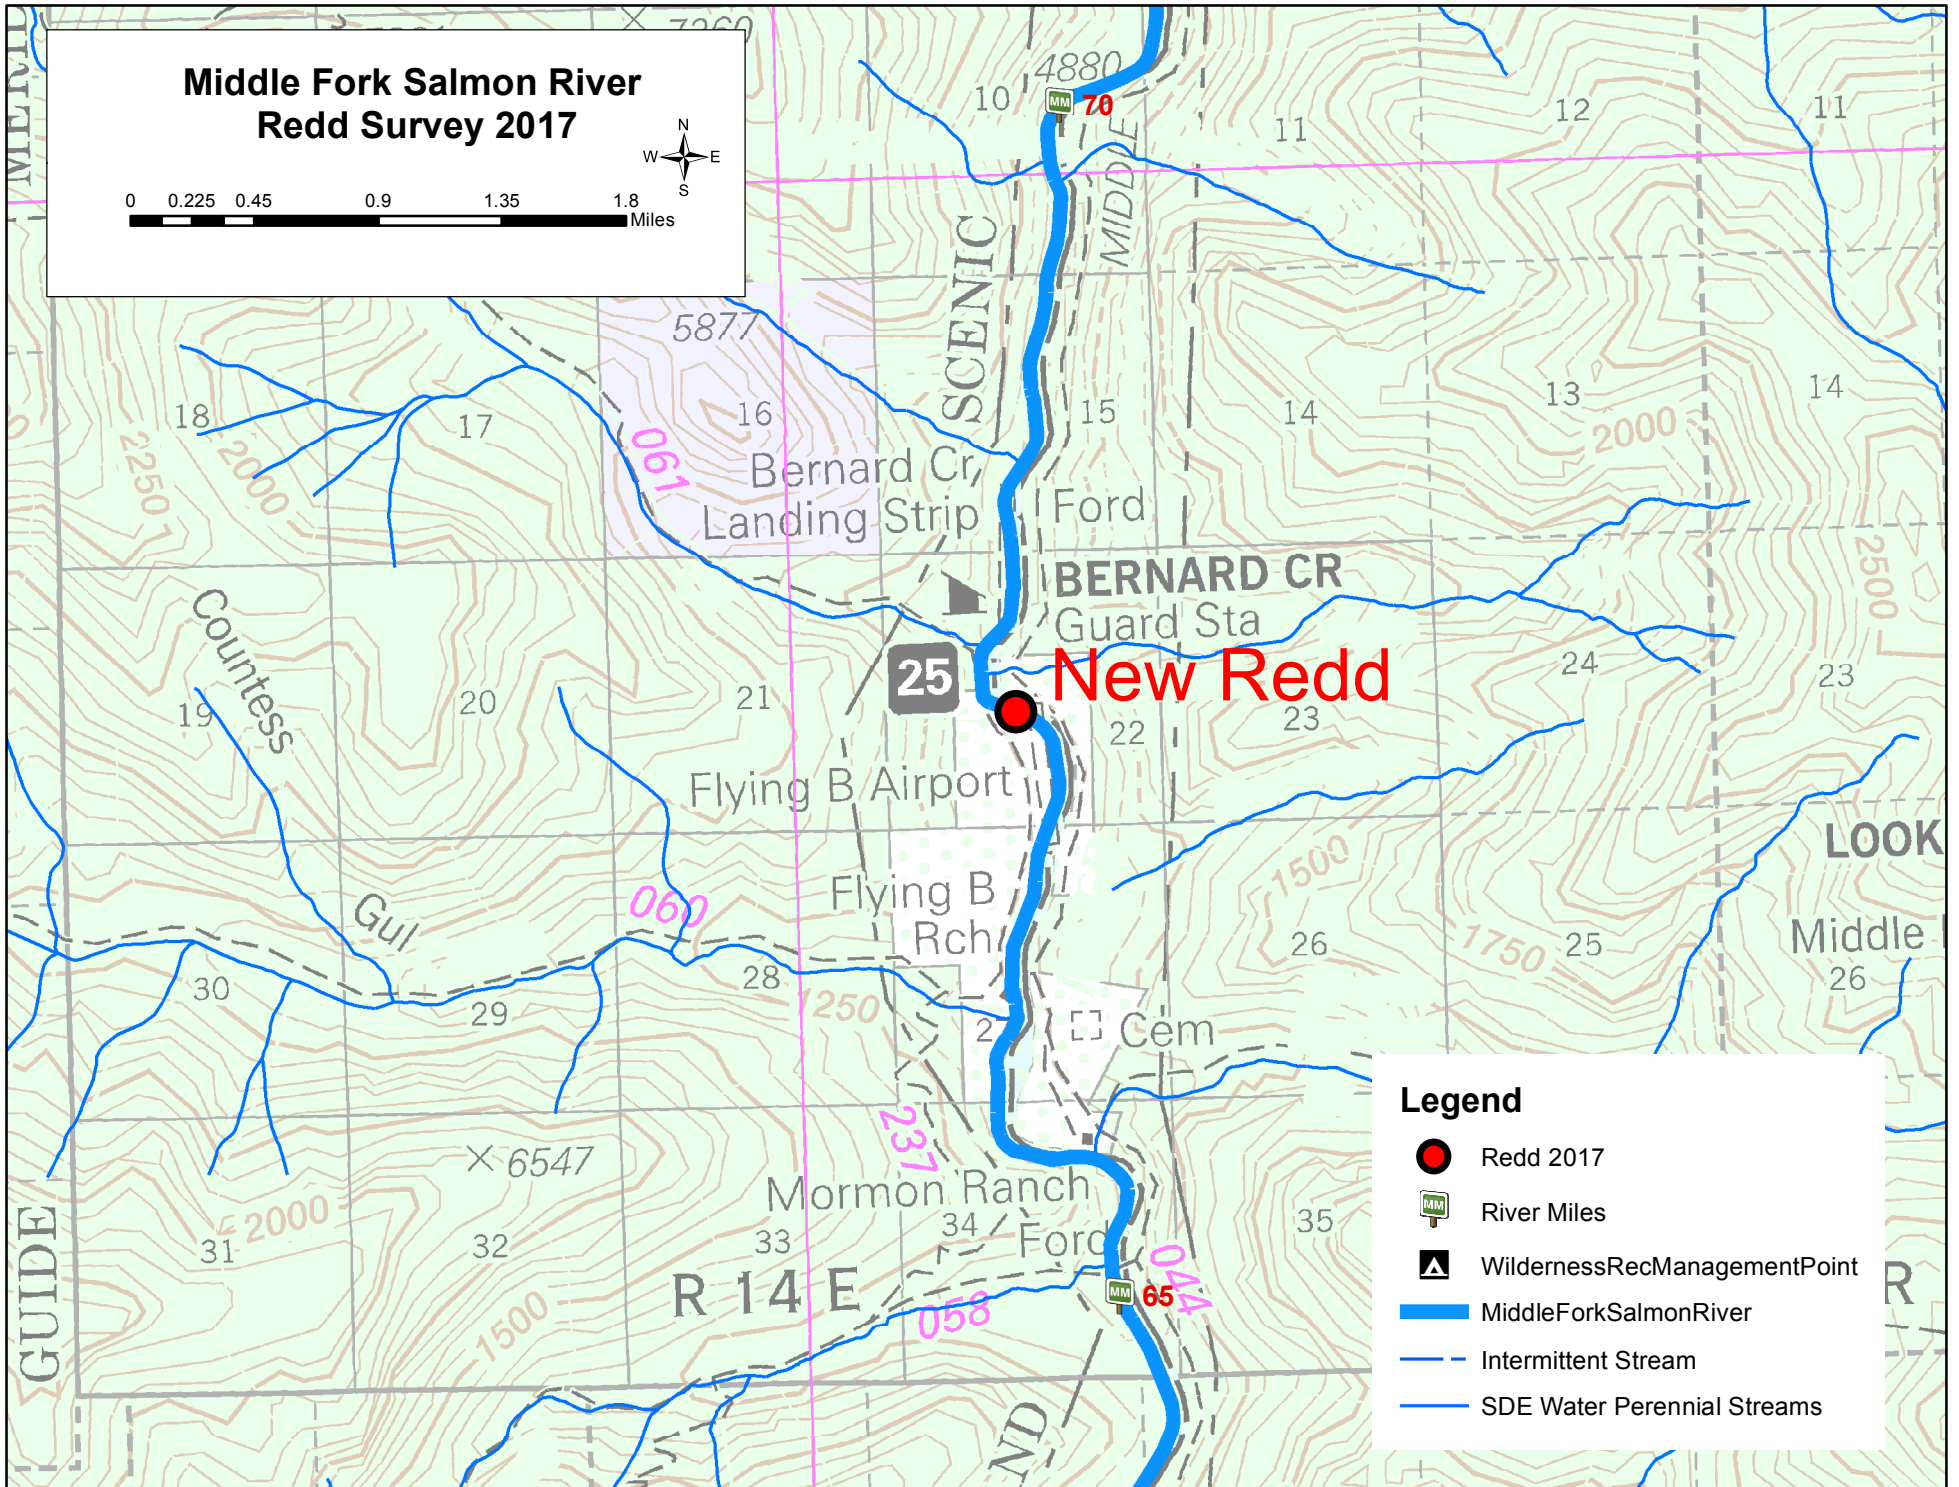 Middle Fork Salmon River
Redd Survey 2017
N
W E
S
0 0.225 0.45 0.9 1.35 1.8
Miles
4880
10
MM 70
11
12
11
MIDDLE
SCENIC
5877
18
17
16
15
14
13
14
2250
2000
2000
061
Bernard Cr
Landing Strip
Ford
2500
BERNARD CR
Guard Sta
Countess
Gul
25
New Redd
19
20
21
22
23
24
23
Flying B Airport
LOOK
1500
Flying B
Rch
060
Middle
30
29
28
26
1750
25
26
1250
2
Cem
237
6547
Mormon Ranch
2000
31
32
33
34
Ford
35
044
R 14 E
MM 65
058
1500
GUIDE
ND
R
Legend
Redd 2017
MM River Miles
WildernessRecManagementPoint
MiddleForkSalmonRiver
Intermittent Stream
SDE Water Perennial Streams